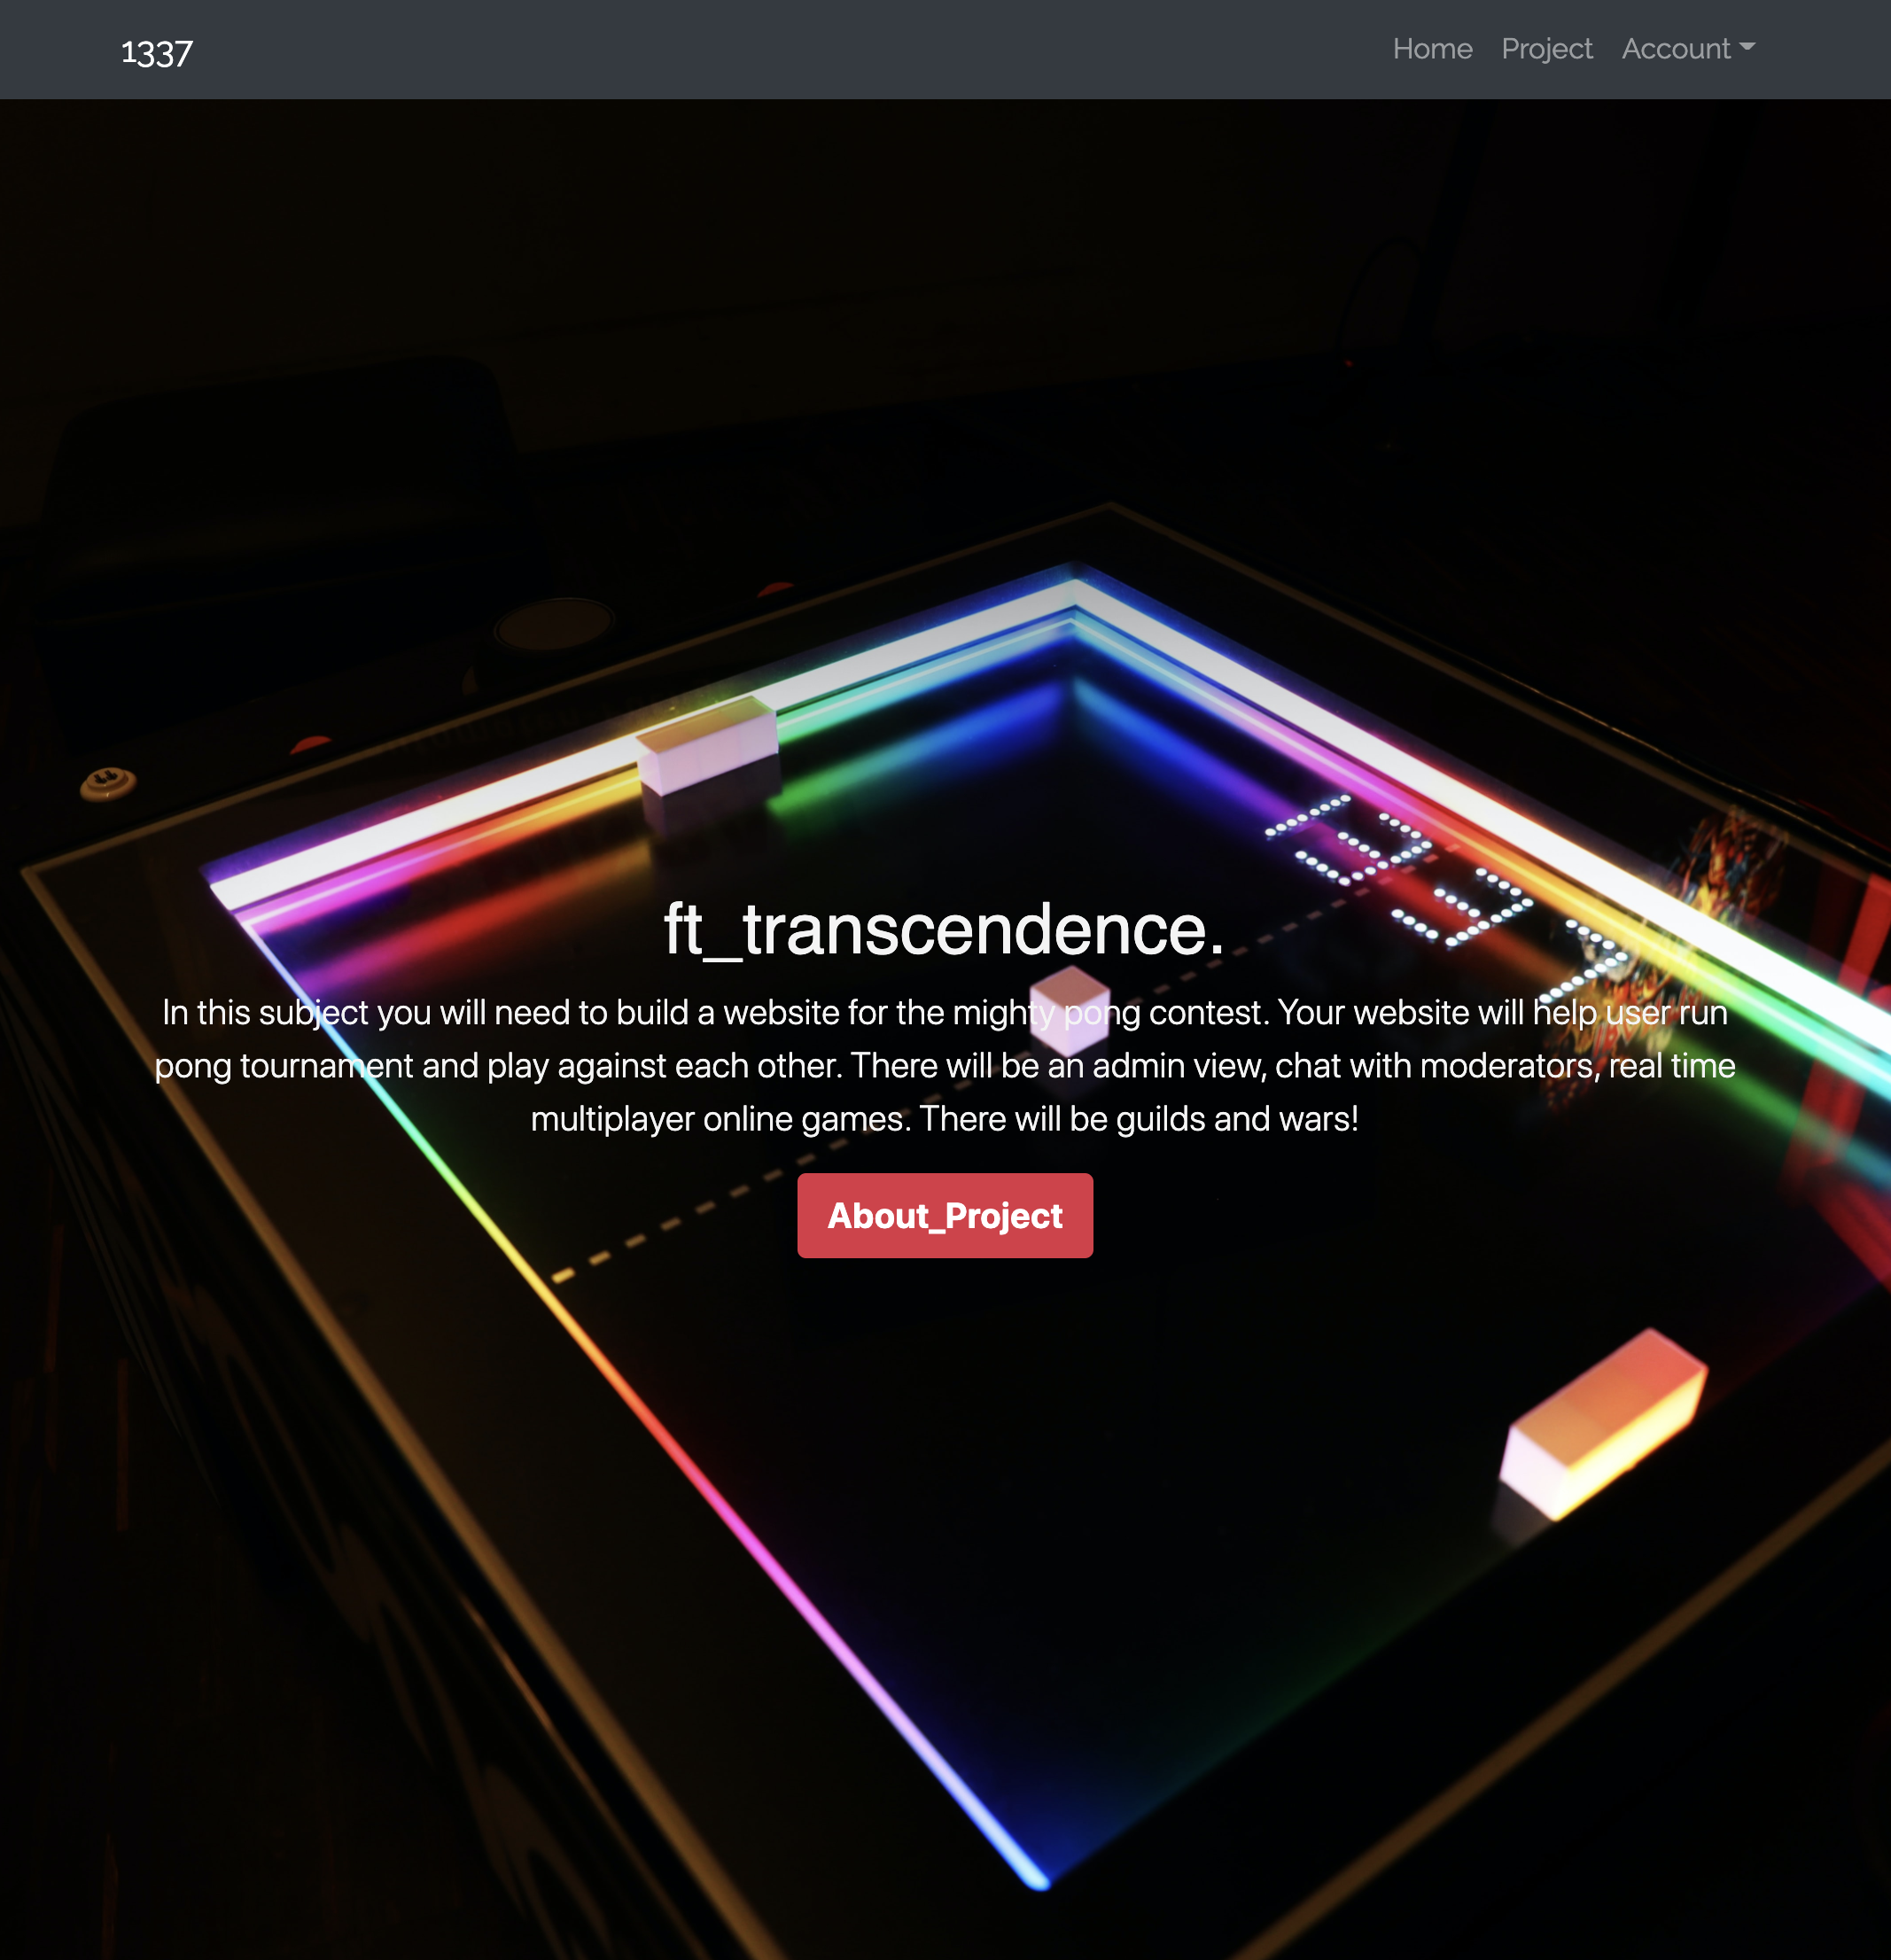 1337
Home Project Account
ft_transcendence.
In this subject you will need to build a website for the mighty pong contest. Your website will help user run
pong tournament and play against each other. There will be an admin view, chat with moderators, real time
multiplayer online games. There will be guilds and wars!
About_Project
1337